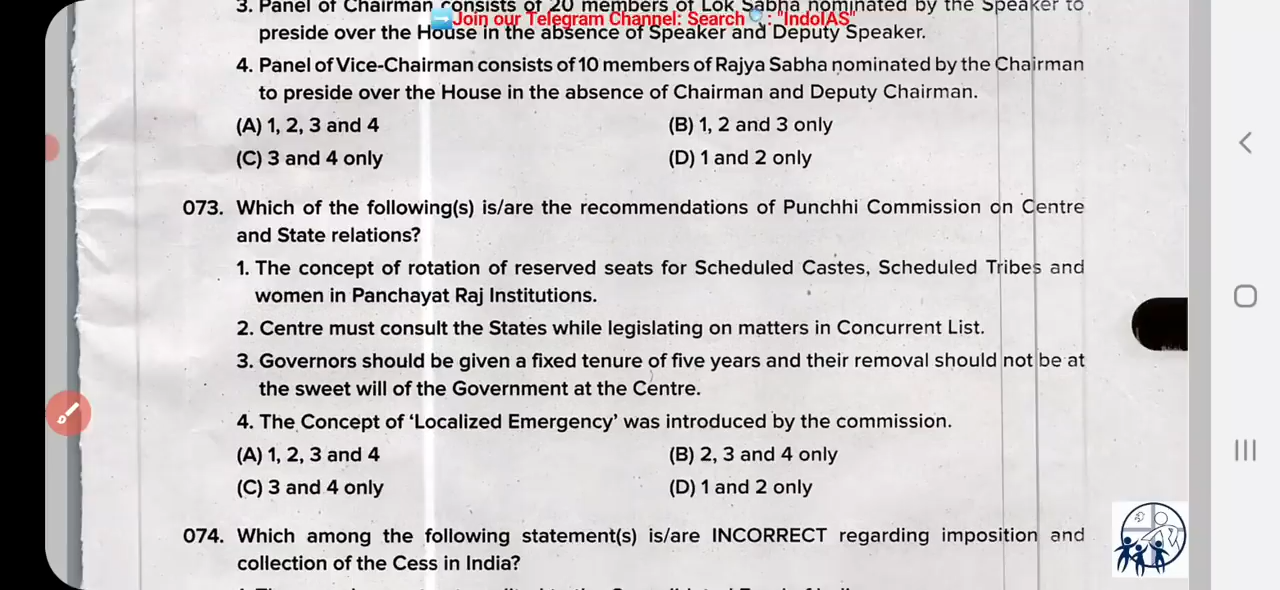 3. Panel of Chairman consists of 20 members of Lok Sabha nominated by the Speaker to
Join our Telegram Channel: Search : "IndoIAS"
preside over the House in the absence of Speaker and Deputy Speaker.
4. Panel of Vice-Chairman consists of 10 members of Rajya Sabha nominated by the Chairman
to preside over the House in the absence of Chairman and Deputy Chairman.
(A) 1, 2, 3 and 4 (B) 1, 2 and 3 only
(C) 3 and 4 only (D) 1 and 2 only
073. Which of the following(s) is/are the recommendations of Punchhi Commission on Centre
and State relations?
1. The concept of rotation of reserved seats for Scheduled Castes, Scheduled Tribes and
women in Panchayat Raj Institutions.
2. Centre must consult the States while legislating on matters in Concurrent List.
3. Governors should be given a fixed tenure of five years and their removal should not be at
the sweet will of the Government at the Centre.
4. The Concept of ‘Localized Emergency’ was introduced by the commission.
(A) 1, 2, 3 and 4 (B) 2, 3 and 4 only
(C) 3 and 4 only (D) 1 and 2 only
074. Which among the following statement(s) is/are INCORRECT regarding imposition and
collection of the Cess in India?